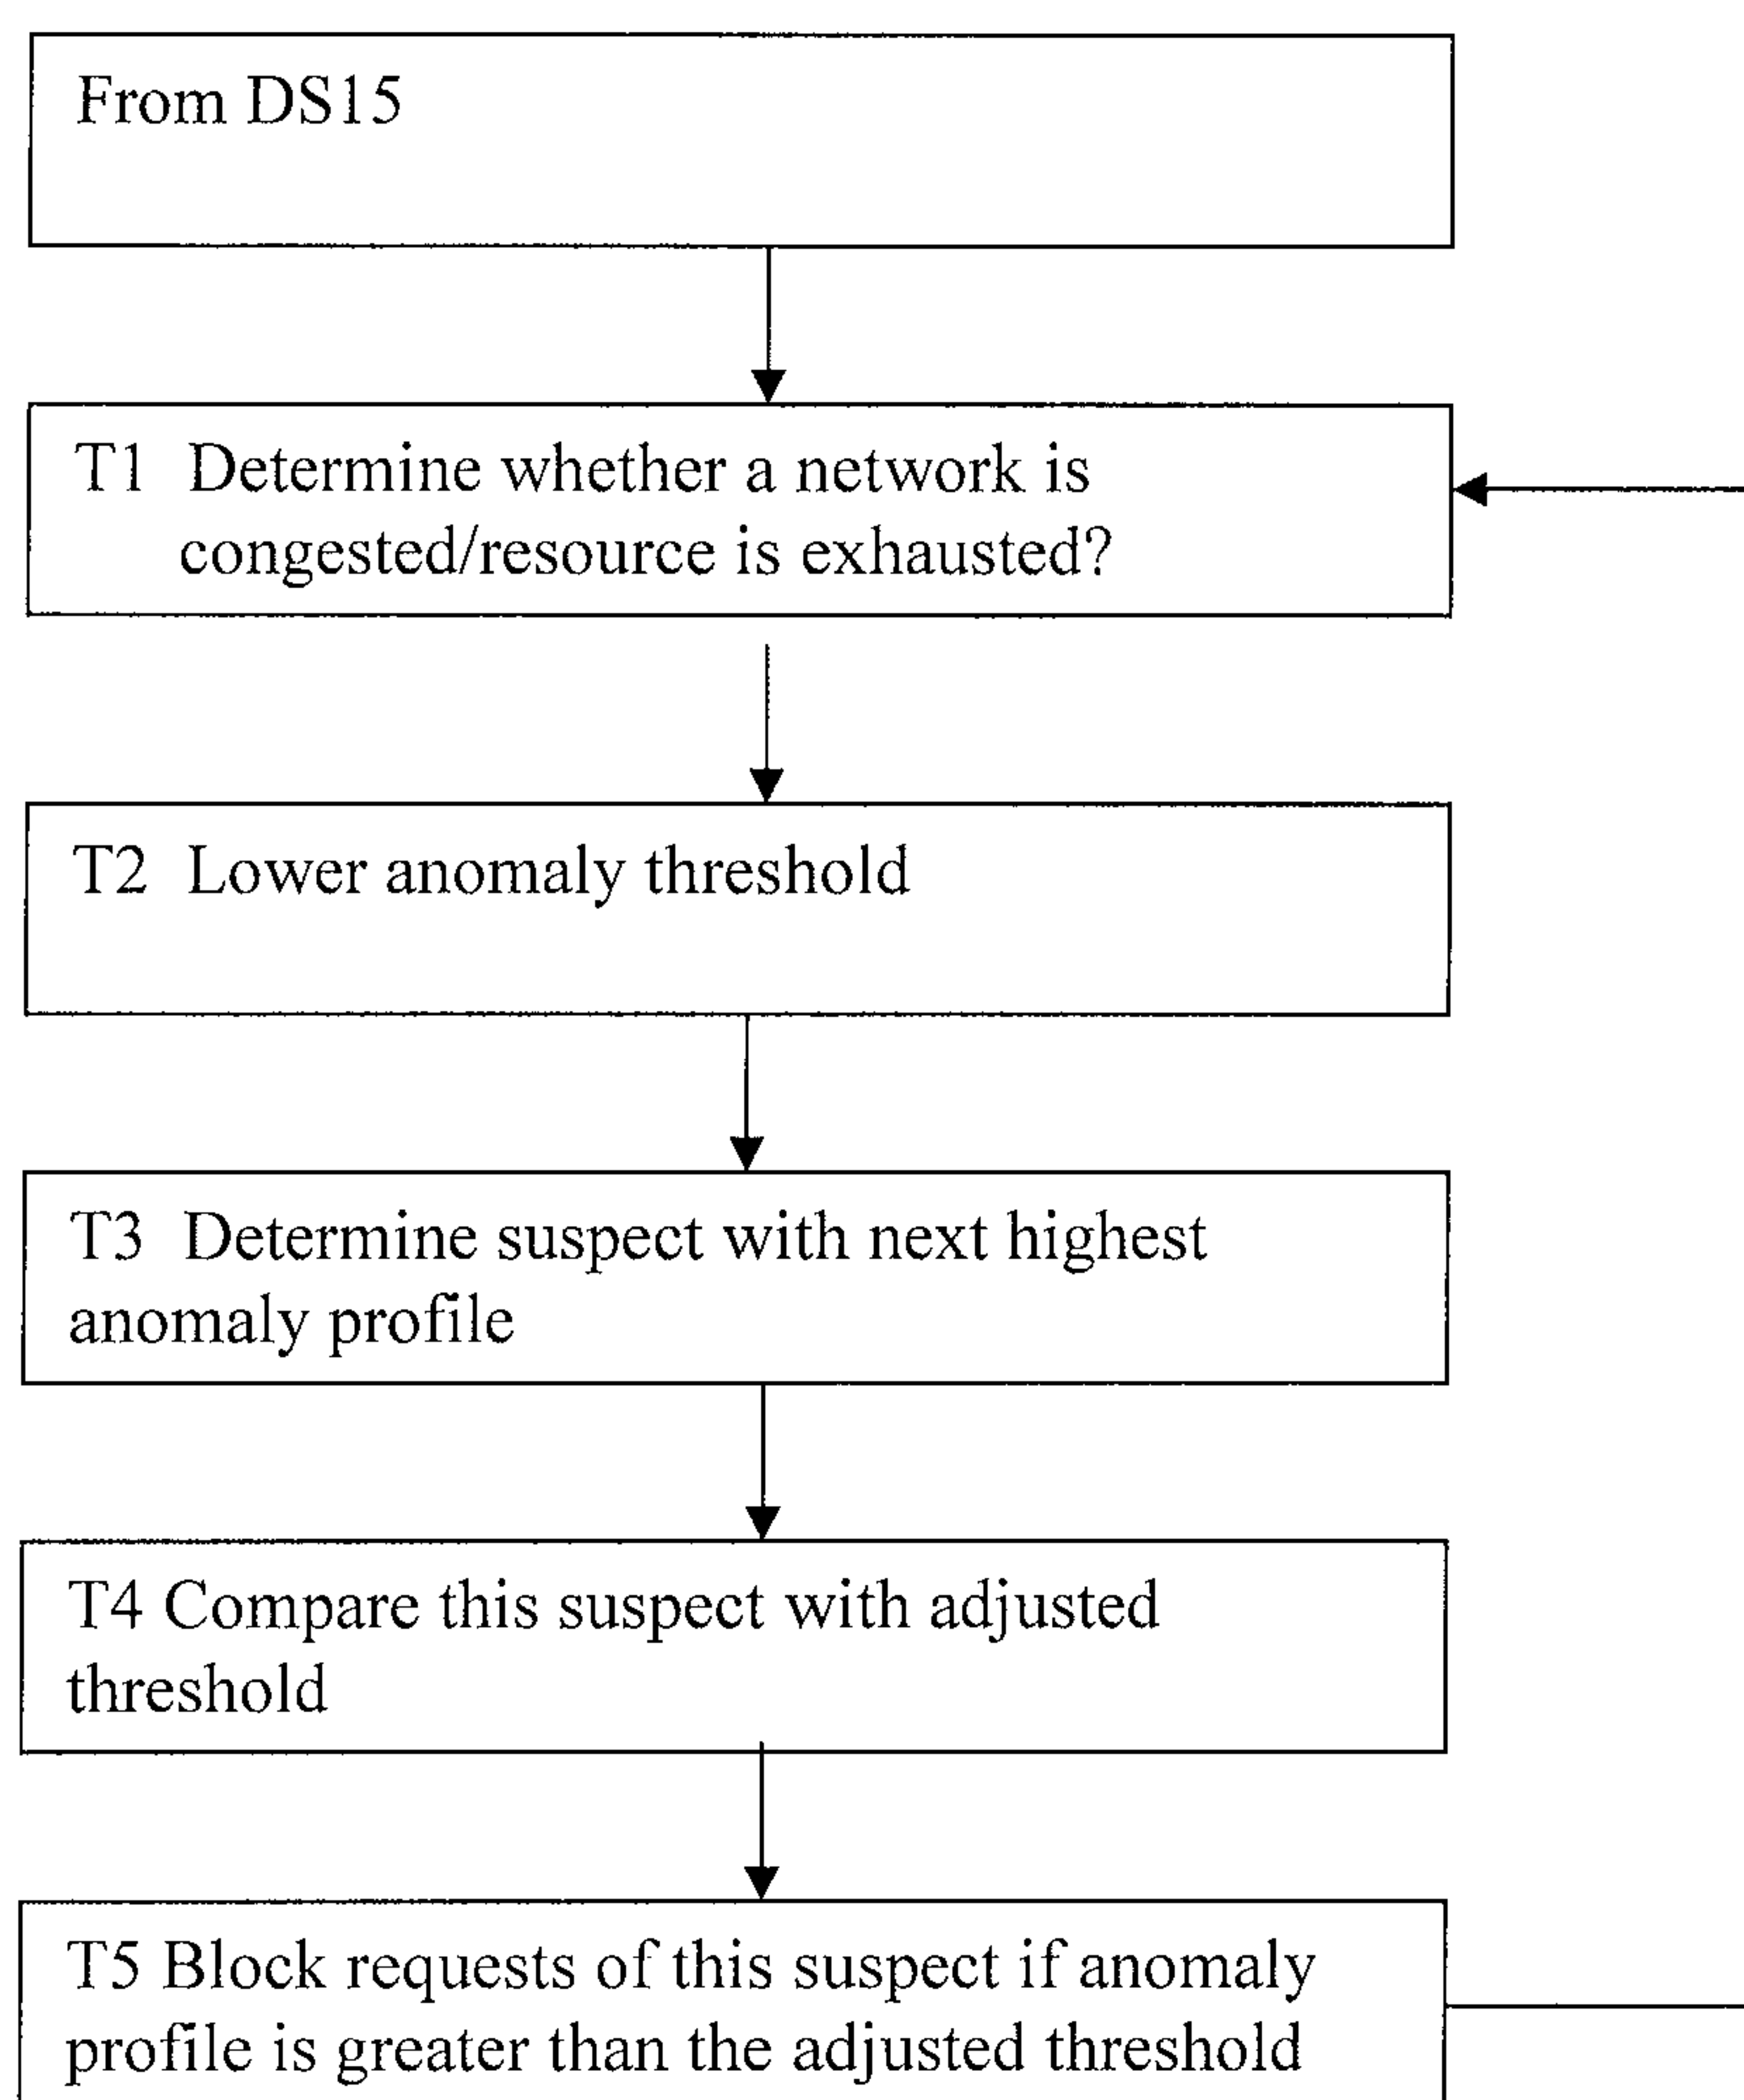 From DS15
T1 Determine whether a network is
congested/resource is exhausted?
T2 Lower anomaly threshold
T3 Determine suspect with next highest
anomaly profile
T4 Compare this suspect with adjusted
threshold
T5 Block requests of this suspect if anomaly
profile is greater than the adjusted threshold